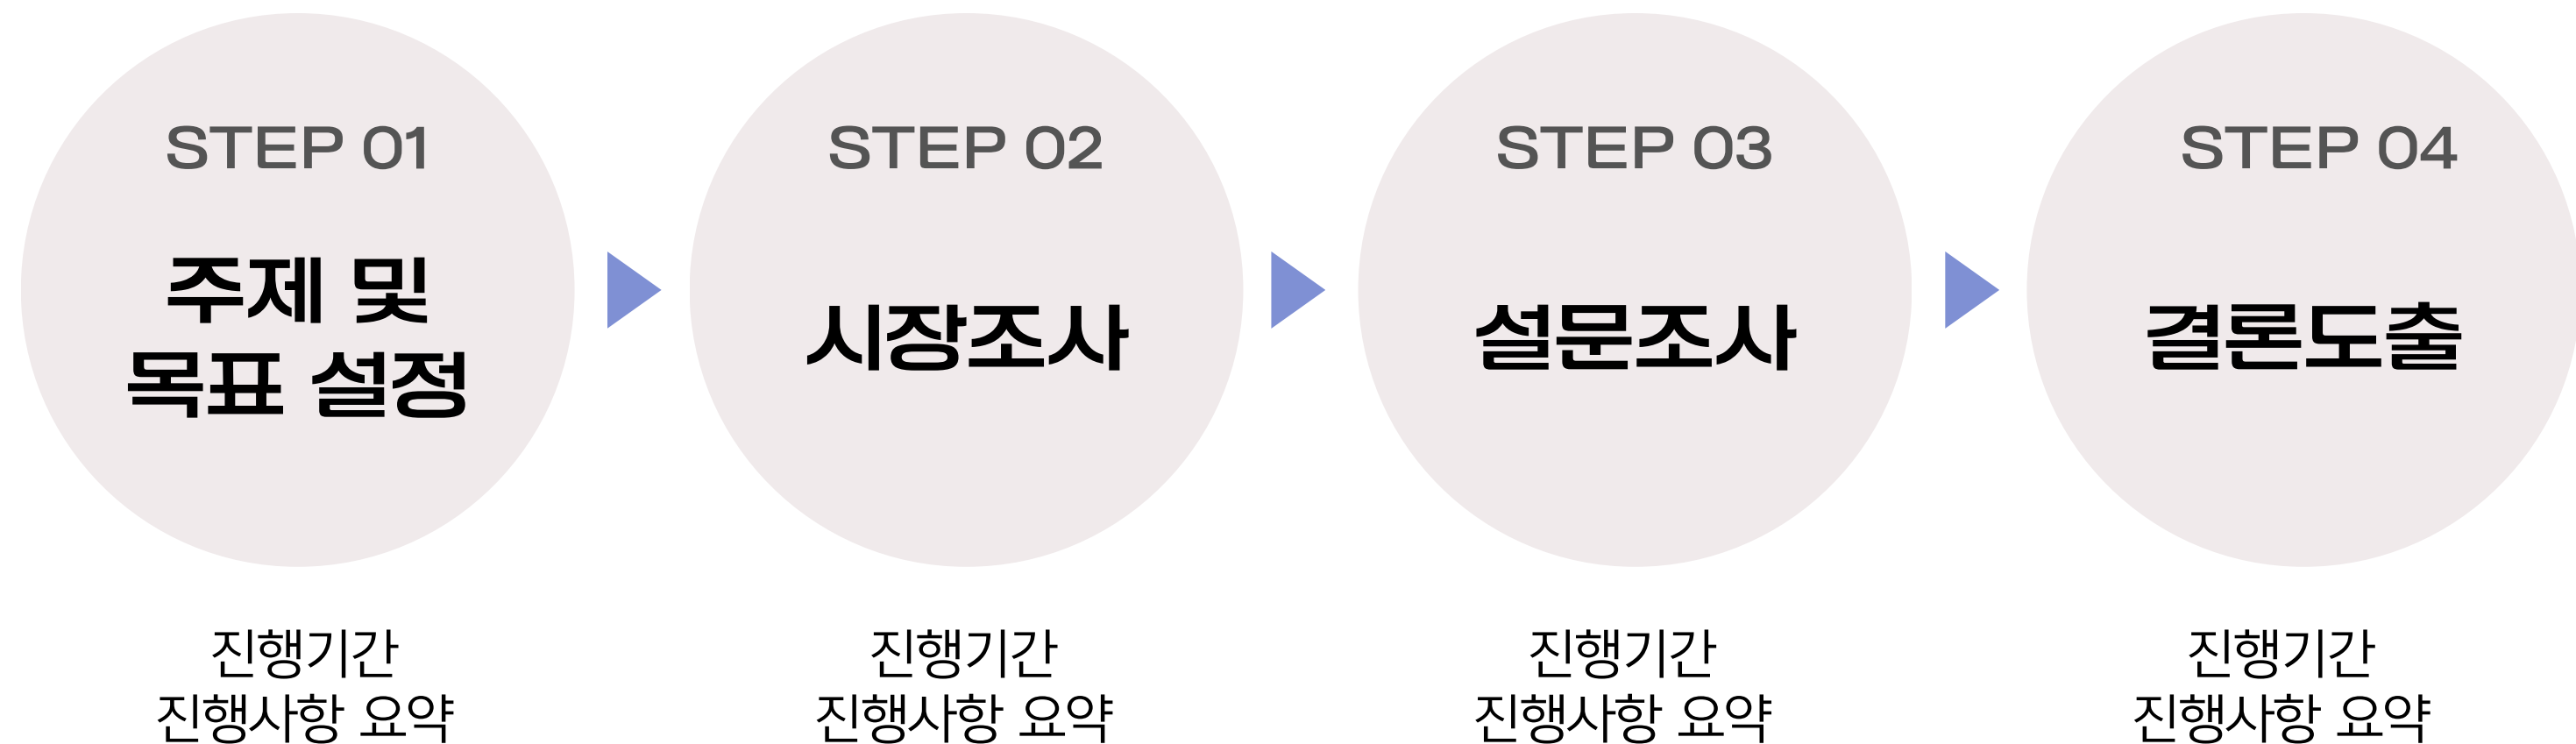 STEP 01
주제 및
목표 설정
진행기간
진행사항 요약
STEP 02
시장조사
진행기간
진행사항 요약
STEP 03
설문조사
진행기간
진행사항 요약
STEP 04
결론도출
진행기간
진행사항 요약